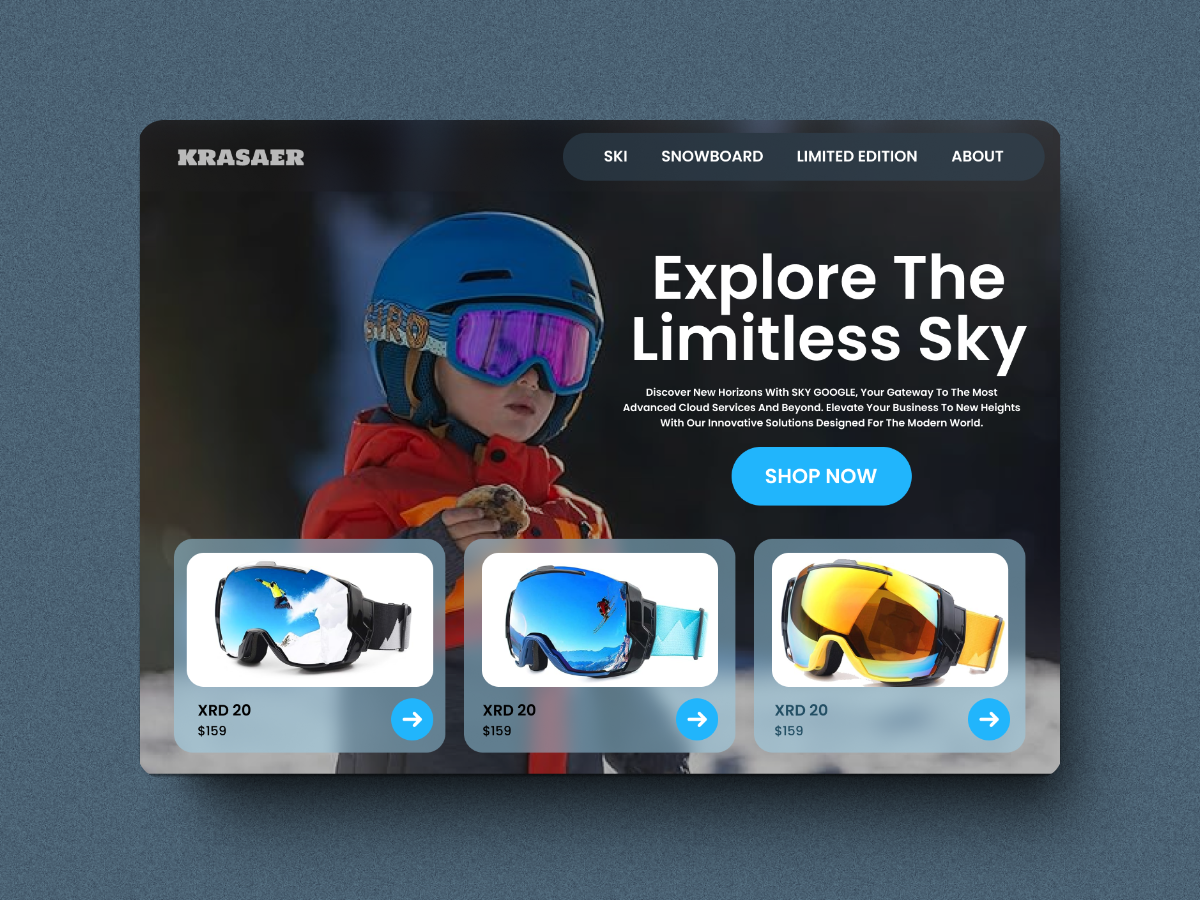 KRASAER
SKI SNOWBOARD LIMITED EDITION ABOUT
Explore The
Limitless Sky
Discover New Horizons With SKY GOOGLE, Your Gateway To The Most
Advanced Cloud Services And Beyond. Elevate Your Business To New Heights
With Our Innovative Solutions Designed For The Modern World.
SHOP NOW
XRD 20
$159
XRD 20
$159
XRD 20
$159